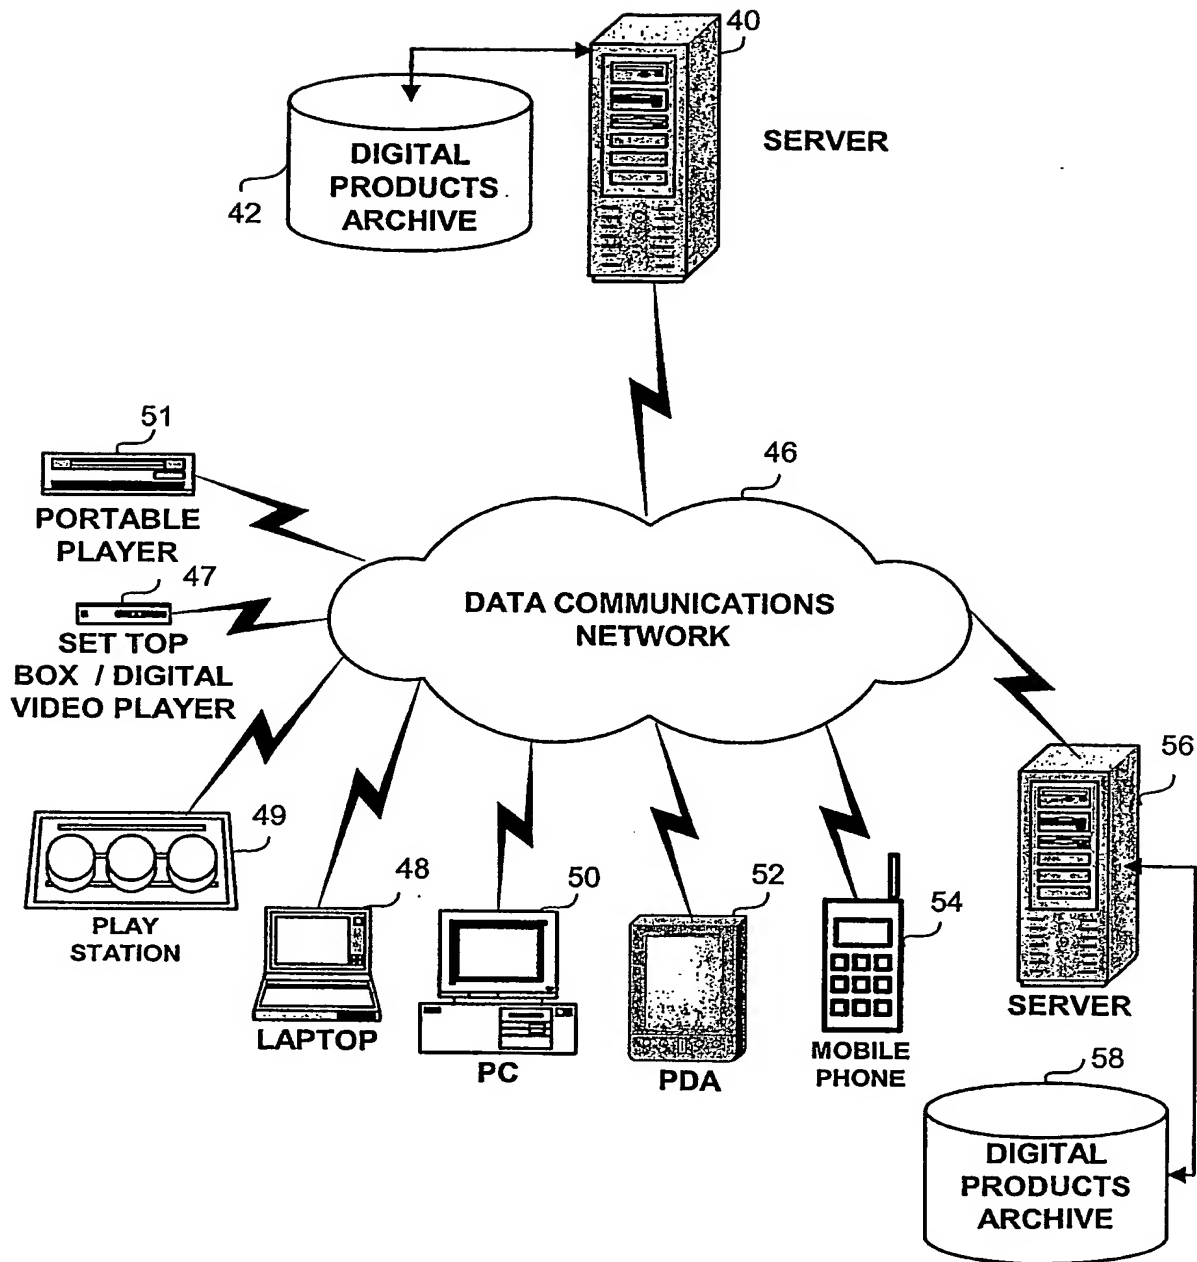 40
SERVER
DIGITAL
PRODUCTS
ARCHIVE
42
51
PORTABLE
PLAYER
46
47
SET TOP
BOX / DIGITAL
VIDEO PLAYER
DATA COMMUNICATIONS
NETWORK
49
PLAY
STATION
48
LAPTOP
50
PC
52
PDA
54
MOBILE
PHONE
56
SERVER
58
DIGITAL
PRODUCTS
ARCHIVE